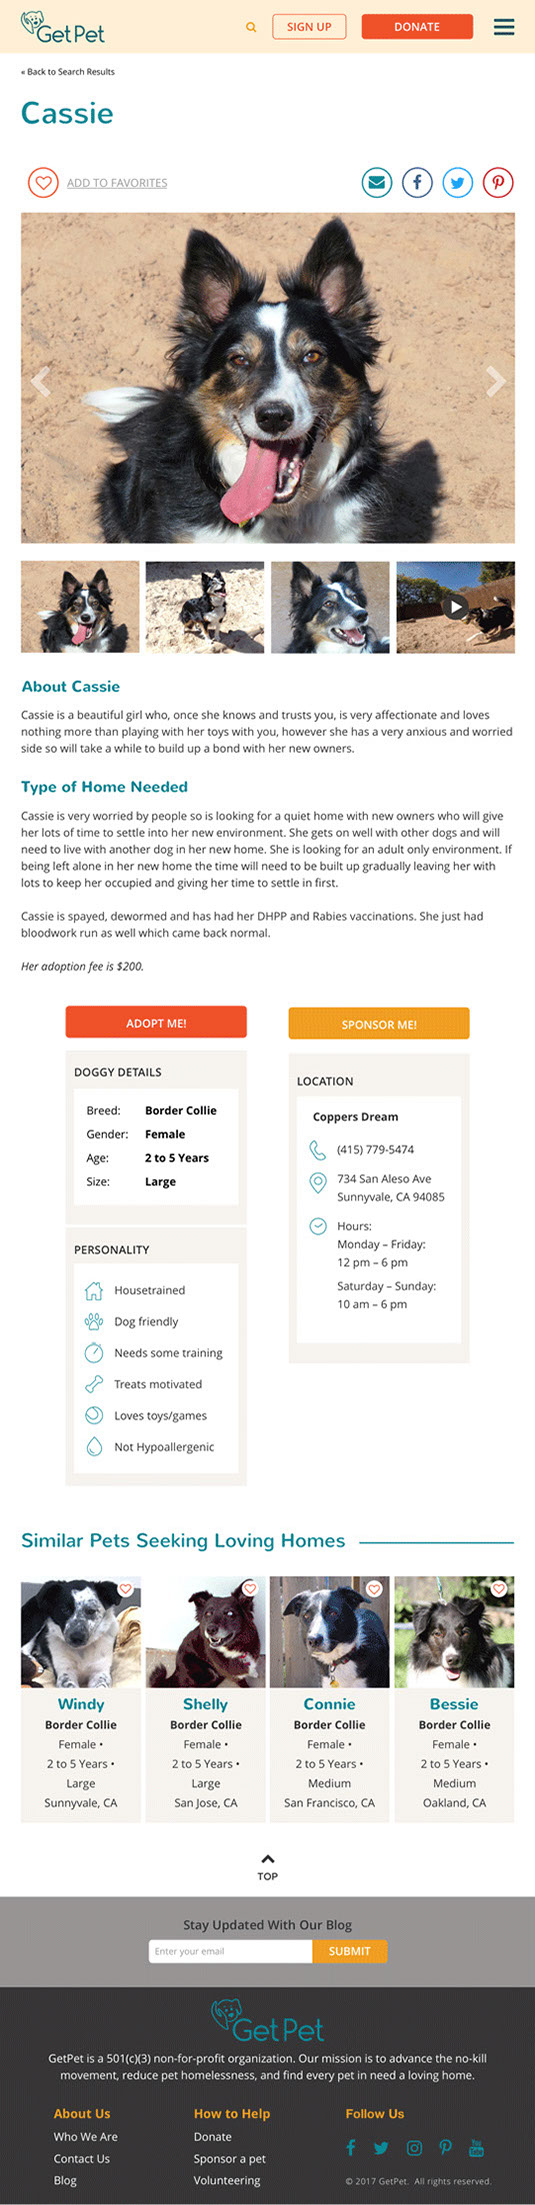 GetPet
SIGN UP
DONATE
« Back to Search Results
Cassie
ADD TO FAVORITES
About Cassie
Cassie is a beautiful girl who, once she knows and trusts you, is very affectionate and loves
nothing more than playing with her toys with you, however she has a very anxious and worried
side so will take a while to build up a bond with her new owners.
Type of Home Needed
Cassie is very worried by people so is looking for a quiet home with new owners who will give
her lots of time to settle into her new environment. She gets on well with other dogs and will
need to live with another dog in her new home. She is looking for an adult only environment. If
being left alone in her new home the time will need to be built up gradually leaving her with
lots to keep her occupied and giving her time to settle in first.
Cassie is spayed, dewormed and has had her DHPP and Rabies vaccinations. She just had
bloodwork run as well which came back normal.
Her adoption fee is $200.
ADOPT ME!
DOGGY DETAILS
Breed: Border Collie
Gender: Female
Age: 2 to 5 Years
Size: Large
PERSONALITY
Housetrained
Dog friendly
Needs some training
Treats motivated
Loves toys/games
Not Hypoallergenic
SPONSOR ME!
LOCATION
Coppers Dream
(415) 779-5474
734 San Aleso Ave
Sunnyvale, CA 94085
Hours:
Monday – Friday:
12 pm – 6 pm
Saturday – Sunday:
10 am – 6 pm
Similar Pets Seeking Loving Homes
Windy
Border Collie
Female •
2 to 5 Years •
Large
Sunnyvale, CA
Shelly
Border Collie
Female •
2 to 5 Years •
Large
San Jose, CA
Connie
Border Collie
Female •
2 to 5 Years •
Medium
San Francisco, CA
Bessie
Border Collie
Female •
2 to 5 Years •
Medium
Oakland, CA
TOP
Stay Updated With Our Blog
Enter your email
SUBMIT
GetPet
GetPet is a 501(c)(3) non-for-profit organization. Our mission is to advance the no-kill
movement, reduce pet homelessness, and find every pet in need a loving home.
About Us
Who We Are
Contact Us
Blog
How to Help
Donate
Sponsor a pet
Volunteering
Follow Us
You Tube
© 2017 GetPet. All rights reserved.